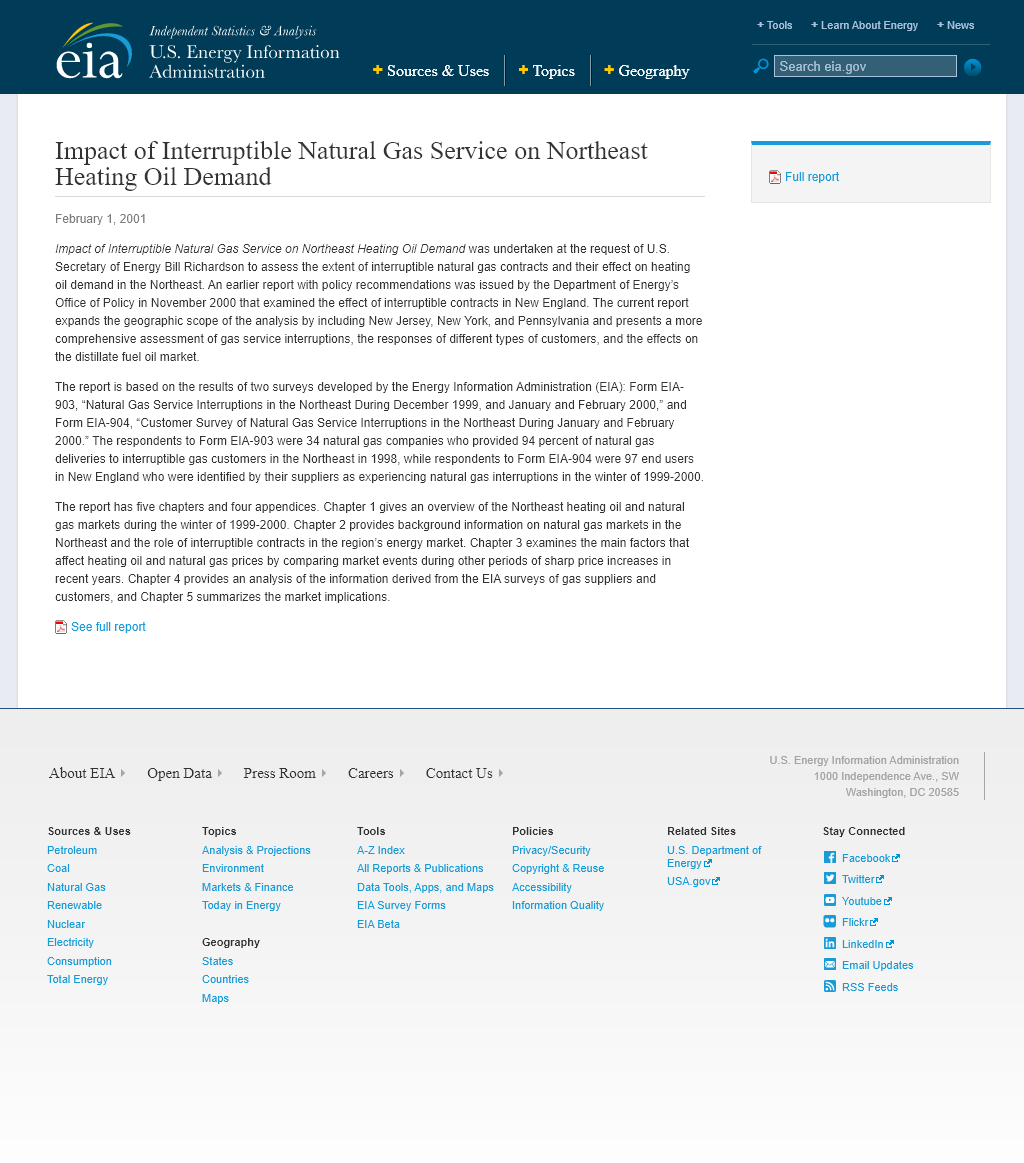 Independent Statistics & Analysis
U.S. Energy Information
Administration
eia
Sources & Uses
Topics
Geography
+ Tools
+ Learn About Energy
+ News
Search eia.gov
Impact of Interruptible Natural Gas Service on Northeast
Heating Oil Demand
February 1, 2001
Impact of Interruptible Natural Gas Service on Northeast Heating Oil Demand was undertaken at the request of U.S.
Secretary of Energy Bill Richardson to assess the extent of interruptible natural gas contracts and their effect on heating
oil demand in the Northeast. An earlier report with policy recommendations was issued by the Department of Energy’s
Office of Policy in November 2000 that examined the effect of interruptible contracts in New England. The current report
expands the geographic scope of the analysis by including New Jersey, New York, and Pennsylvania and presents a more
comprehensive assessment of gas service interruptions, the responses of different types of customers, and the effects on
the distillate fuel oil market.
The report is based on the results of two surveys developed by the Energy Information Administration (EIA): Form EIA-
903, “Natural Gas Service Interruptions in the Northeast During December 1999, and January and February 2000,” and
Form EIA-904, “Customer Survey of Natural Gas Service Interruptions in the Northeast During January and February
2000.” The respondents to Form EIA-903 were 34 natural gas companies who provided 94 percent of natural gas
deliveries to interruptible gas customers in the Northeast in 1998, while respondents to Form EIA-904 were 97 end users
in New England who were identified by their suppliers as experiencing natural gas interruptions in the winter of 1999-2000.
The report has five chapters and four appendices. Chapter 1 gives an overview of the Northeast heating oil and natural
gas markets during the winter of 1999-2000. Chapter 2 provides background information on natural gas markets in the
Northeast and the role of interruptible contracts in the region’s energy market. Chapter 3 examines the main factors that
affect heating oil and natural gas prices by comparing market events during other periods of sharp price increases in
recent years. Chapter 4 provides an analysis of the information derived from the EIA surveys of gas suppliers and
customers, and Chapter 5 summarizes the market implications.
See full report
Full report
About EIA
Open Data
Press Room
Careers
Contact Us
U.S. Energy Information Administration
1000 Independence Ave., SW
Washington, DC 20585
Sources & Uses
Petroleum
Coal
Natural Gas
Renewable
Nuclear
Electricity
Consumption
Total Energy
Topics
Analysis & Projections
Environment
Markets & Finance
Today in Energy
Geography
States
Countries
Maps
Tools
A-Z Index
All Reports & Publications
Data Tools, Apps, and Maps
EIA Survey Forms
EIA Beta
Policies
Privacy/Security
Copyright & Reuse
Accessibility
Information Quality
Related Sites
U.S. Department of
Energy
USA.gov
Stay Connected
Facebook
Twitter
Youtube
Flickr
LinkedIn
Email Updates
RSS Feeds